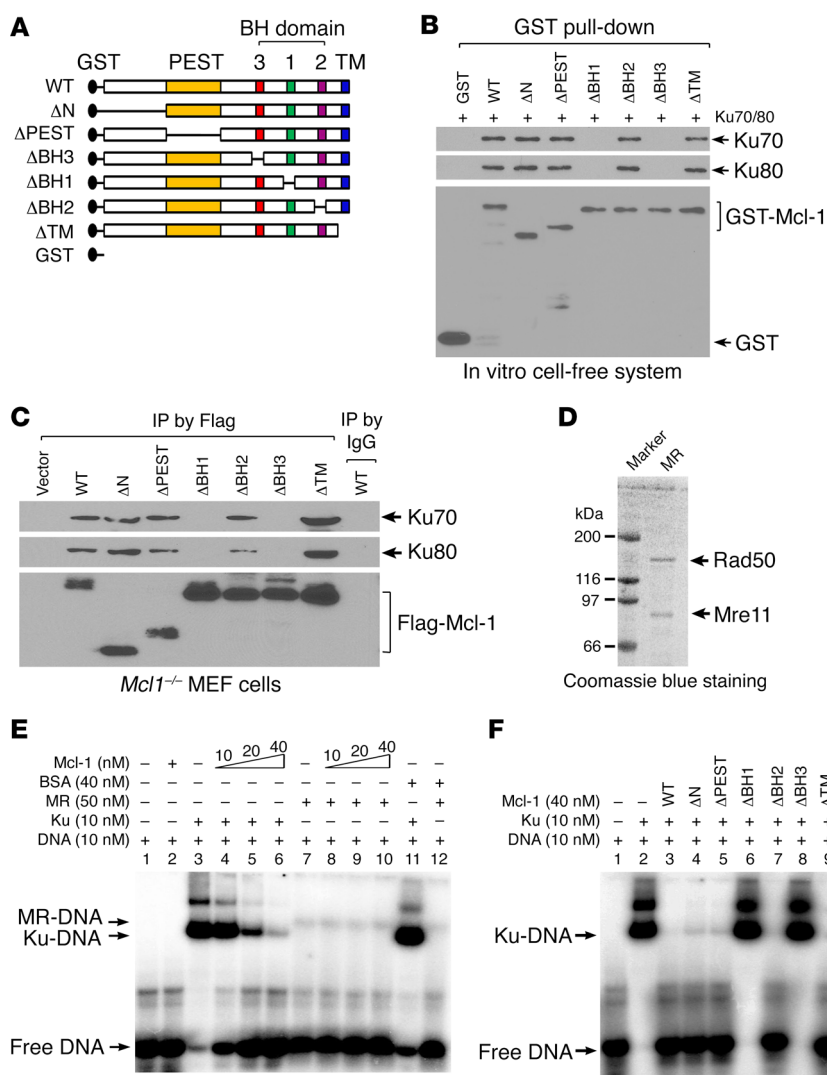 A
BH domain
GST PEST 3 1 2 TM
WT
ΔN
ΔPEST
ΔBH3
ΔBH1
ΔBH2
ΔTM
GST
B
GST pull-down
GST WT ΔN ΔPEST ΔBH1 ΔBH2 ΔBH3 ΔTM
+ + + + + + + + Ku70/80
Ku70
Ku80
GST-Mcl-1
GST
In vitro cell-free system
C
IP by Flag
IP by IgG
Vector WT ΔN ΔPEST ΔBH1 ΔBH2 ΔBH3 ΔTM WT
Ku70
Ku80
Flag-Mcl-1
Mcl1–/– MEF cells
D
Marker MR
kDa
200
116
97
66
Rad50
Mre11
Coomassie blue staining
E
Mcl-1 (nM) – + – 10 20 40 – 10 20 40 – –
BSA (40 nM) – – – – – – – – – – + +
MR (50 nM) – – – – – – + + + + – +
Ku (10 nM) – – + + + + – – – – + –
DNA (10 nM) + + + + + + + + + + + +
1 2 3 4 5 6 7 8 9 10 11 12
MR-DNA
Ku-DNA
Free DNA
F
Mcl-1 (40 nM) – – WT ΔN ΔPEST ΔBH1 ΔBH2 ΔBH3 ΔTM
Ku (10 nM) – + + + + + + + +
DNA (10 nM) + + + + + + + + +
1 2 3 4 5 6 7 8 9
Ku-DNA
Free DNA